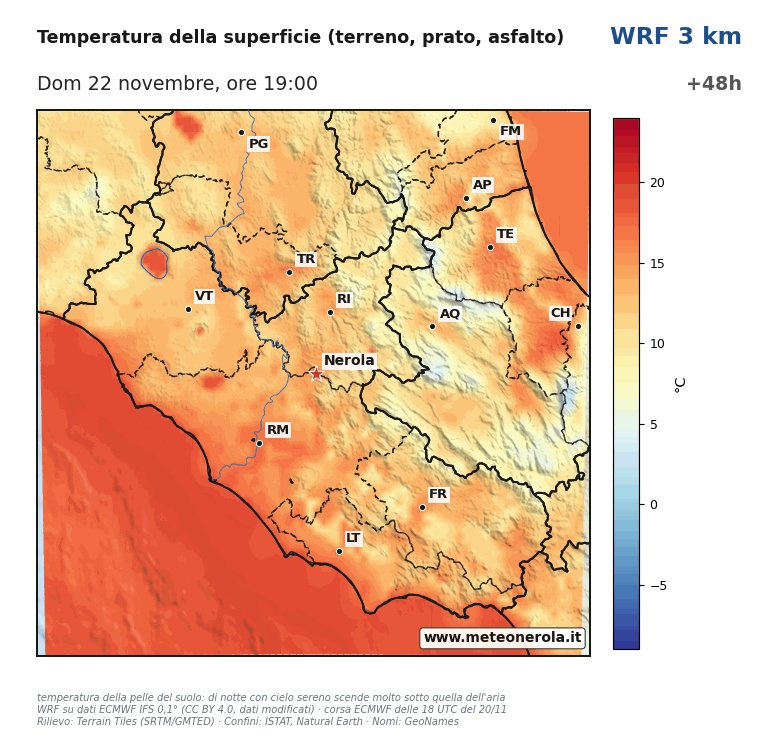 Temperatura della superficie (terreno, prato, asfalto)
WRF 3 km
Dom 22 novembre, ore 19:00
+48h
PG
FM
AP
TE
TR
VT
RI
AQ
CH
Nerola
RM
FR
LT
www.meteonerola.it
20
15
10
5
0
−5
°C
temperatura della pelle del suolo: di notte con cielo sereno scende molto sotto quella dell'aria
WRF su dati ECMWF IFS 0,1° (CC BY 4.0, dati modificati) · corsa ECMWF delle 18 UTC del 20/11
Rilievo: Terrain Tiles (SRTM/GMTED) · Confini: ISTAT, Natural Earth · Nomi: GeoNames